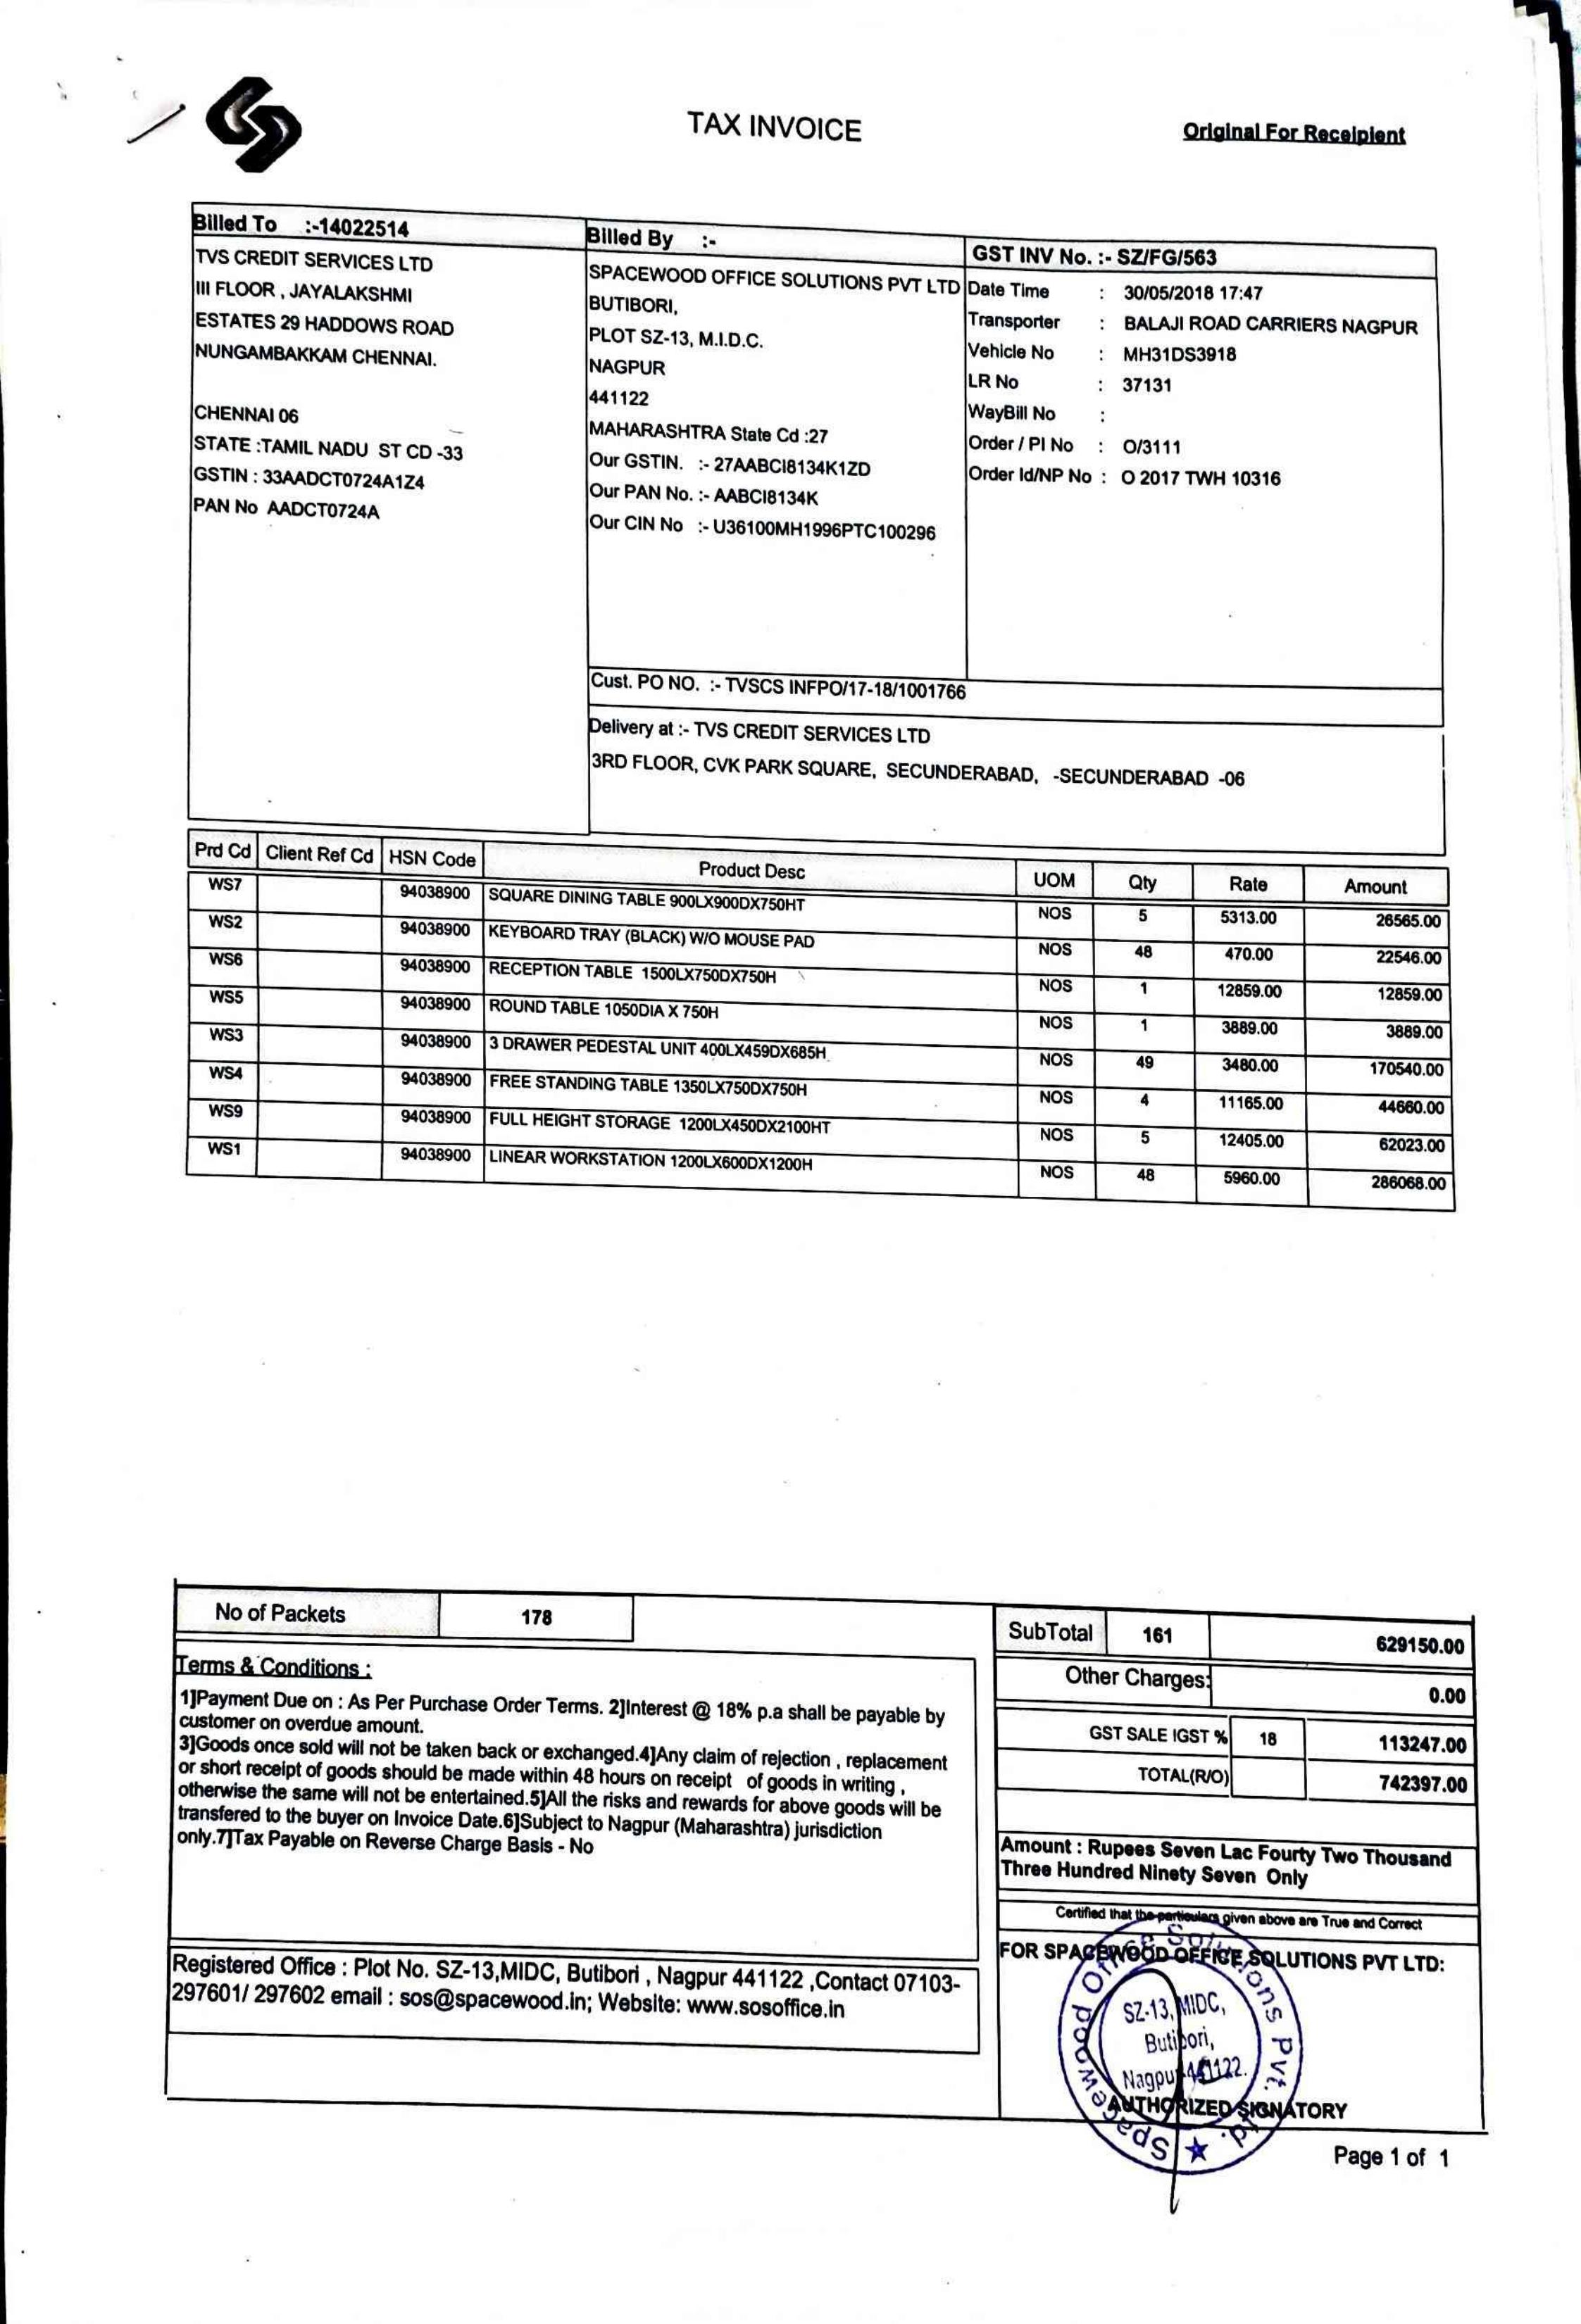 TAX INVOICE
Original For Receipient
Billed To :-14022514
TVS CREDIT SERVICES LTD
III FLOOR , JAYALAKSHMI
ESTATES 29 HADDOWS ROAD
NUNGAMBAKKAM CHENNAI.
CHENNAI 06
STATE :TAMIL NADU ST CD -33
GSTIN : 33AADCT0724A1Z4
PAN No AADCT0724A
Billed By :-
SPACEWOOD OFFICE SOLUTIONS PVT LTD
BUTIBORI,
PLOT SZ-13, M.I.D.C.
NAGPUR
441122
MAHARASHTRA State Cd :27
Our GSTIN. :- 27AABCI8134K1ZD
Our PAN No. :- AABCI8134K
Our CIN No :- U36100MH1996PTC100296
GST INV No. :- SZ/FG/563
Date Time : 30/05/2018 17:47
Transporter : BALAJI ROAD CARRIERS NAGPUR
Vehicle No : MH31DS3918
LR No : 37131
WayBill No :
Order / PI No : O/3111
Order Id/NP No : O 2017 TWH 10316
Cust. PO NO. :- TVSCS INFPO/17-18/1001766
Delivery at :- TVS CREDIT SERVICES LTD
3RD FLOOR, CVK PARK SQUARE, SECUNDERABAD, -SECUNDERABAD -06
Prd Cd Client Ref Cd HSN Code Product Desc UOM Qty Rate Amount
WS7 94038900 SQUARE DINING TABLE 900LX900DX750HT NOS 5 5313.00 26565.00
WS2 94038900 KEYBOARD TRAY (BLACK) W/O MOUSE PAD NOS 48 470.00 22546.00
WS6 94038900 RECEPTION TABLE 1500LX750DX750H NOS 1 12859.00 12859.00
WS5 94038900 ROUND TABLE 1050DIA X 750H NOS 1 3889.00 3889.00
WS3 94038900 3 DRAWER PEDESTAL UNIT 400LX459DX685H NOS 49 3480.00 170540.00
WS4 94038900 FREE STANDING TABLE 1350LX750DX750H NOS 4 11165.00 44660.00
WS9 94038900 FULL HEIGHT STORAGE 1200LX450DX2100HT NOS 5 12405.00 62023.00
WS1 94038900 LINEAR WORKSTATION 1200LX600DX1200H NOS 48 5960.00 286068.00
No of Packets 178
Terms & Conditions :
1]Payment Due on : As Per Purchase Order Terms. 2]Interest @ 18% p.a shall be payable by
customer on overdue amount.
3]Goods once sold will not be taken back or exchanged.4]Any claim of rejection , replacement
or short receipt of goods should be made within 48 hours on receipt of goods in writing ,
otherwise the same will not be entertained.5]All the risks and rewards for above goods will be
transfered to the buyer on Invoice Date.6]Subject to Nagpur (Maharashtra) jurisdiction
only.7]Tax Payable on Reverse Charge Basis - No
Registered Office : Plot No. SZ-13,MIDC, Butibori , Nagpur 441122 ,Contact 07103-
297601/ 297602 email : sos@spacewood.in; Website: www.sosoffice.in
SubTotal 161 629150.00
Other Charges: 0.00
GST SALE IGST % 18 113247.00
TOTAL(R/O) 742397.00
Amount : Rupees Seven Lac Fourty Two Thousand
Three Hundred Ninety Seven Only
Certified that the particulars given above are True and Correct
FOR SPACEWOOD OFFICE SOLUTIONS PVT LTD:
Spacewood Office Solutions Pvt. Ltd.
SZ-13, MIDC,
Butibori,
Nagpur 441122.
AUTHORIZED SIGNATORY
Page 1 of 1